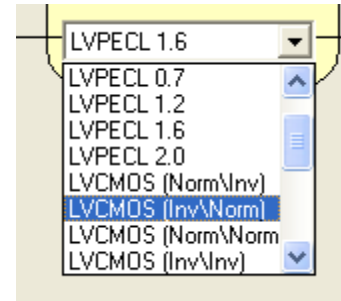 LVPECL 1.6
LVPECL 0.7
LVPECL 1.2
LVPECL 1.6
LVPECL 2.0
LVCMOS (Norm\Inv)
LVCMOS (Inv\Norm)
LVCMOS (Norm\Norm
LVCMOS (Inv\Inv)